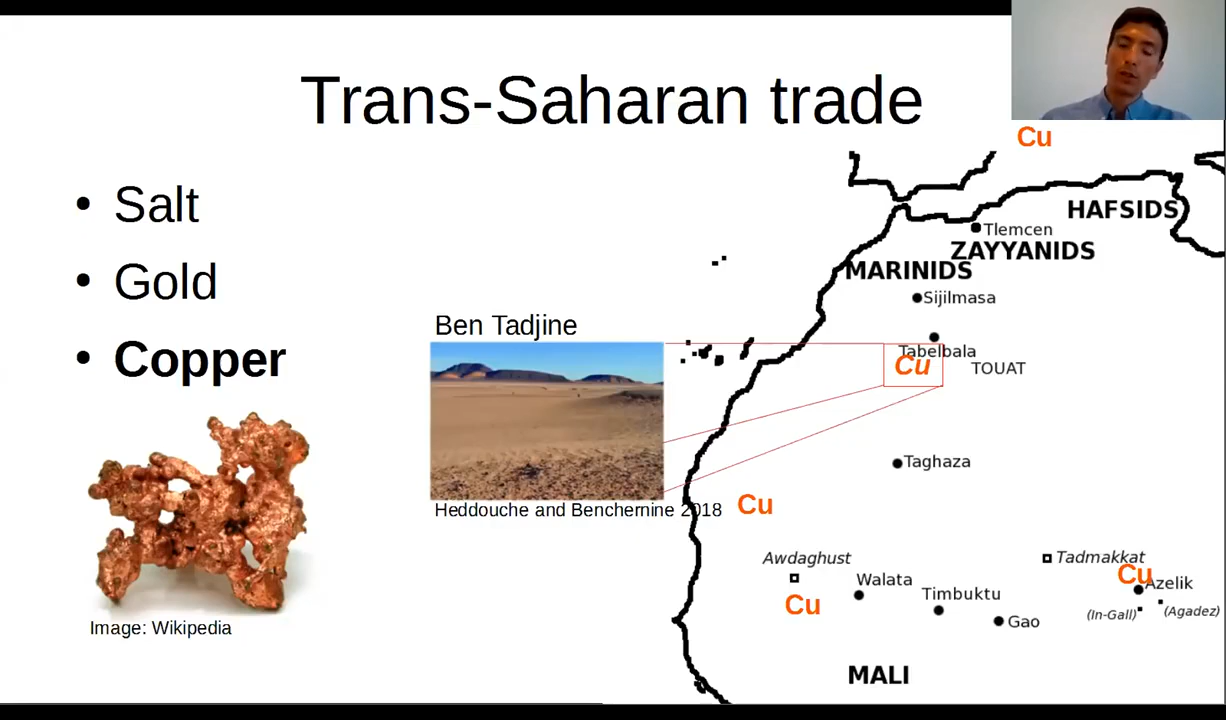 Trans-Saharan trade
• Salt
• Gold
• Copper
Image: Wikipedia
Ben Tadjine
Heddouche and Benchernine 2018
Cu
HAFSIDS
Tlemcen
ZAYYANIDS
MARINIDS
Sijilmasa
Tabelbala
Cu
TOUAT
Taghaza
Cu
Awdaghust
Tadmakkat
Cu
Walata
Azelik
Timbuktu
Cu
(In-Gall)
(Agadez)
Gao
MALI